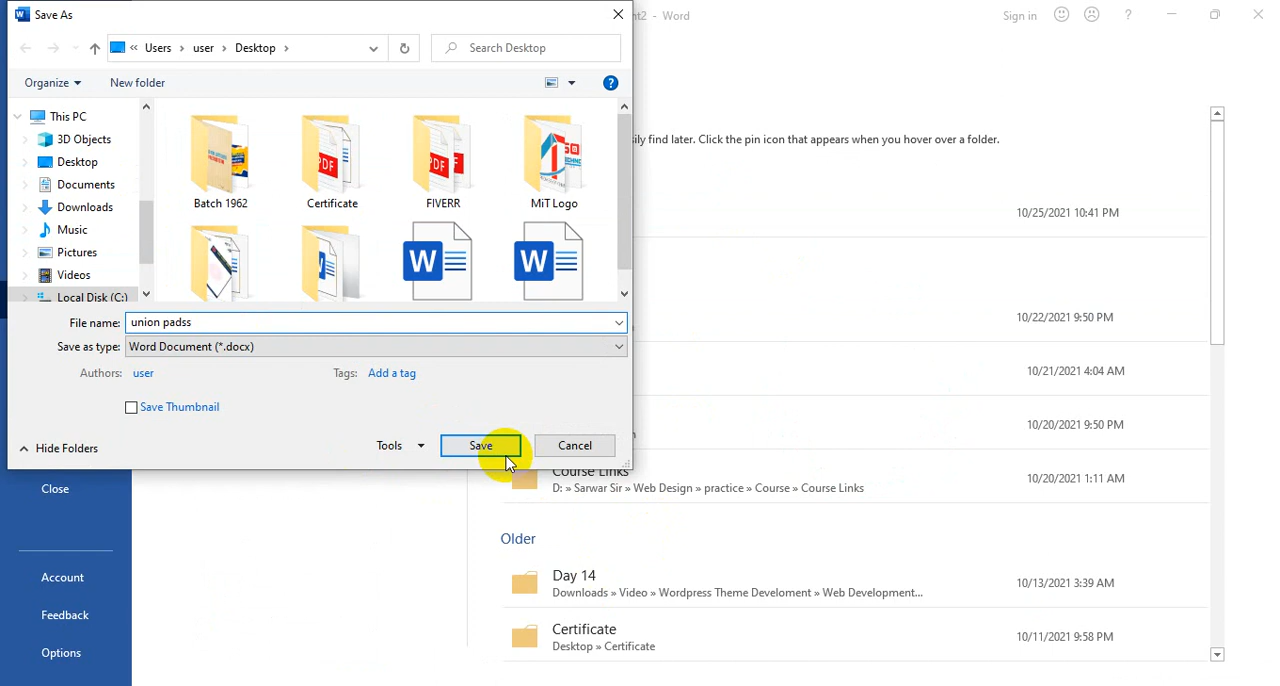 Save As
nt2 - Word
Sign in
?
« Users › user › Desktop ›
Search Desktop
Organize
New folder
?
This PC
3D Objects
Desktop
Documents
Downloads
Music
Pictures
Videos
Local Disk (C:)
Batch 1962
Certificate
FIVERR
MiT Logo
PDF
PDF
W
W
File name: union padss
Save as type: Word Document (*.docx)
Authors: user
Tags: Add a tag
Save Thumbnail
Hide Folders
Tools
Save
Cancel
ily find later. Click the pin icon that appears when you hover over a folder.
10/25/2021 10:41 PM
10/22/2021 9:50 PM
10/21/2021 4:04 AM
10/20/2021 9:50 PM
Course Links
D: » Sarwar Sir » Web Design » practice » Course » Course Links
10/20/2021 1:11 AM
Older
Day 14
Downloads » Video » Wordpress Theme Develoment » Web Development...
10/13/2021 3:39 AM
Certificate
Desktop » Certificate
10/11/2021 9:58 PM
Close
Account
Feedback
Options